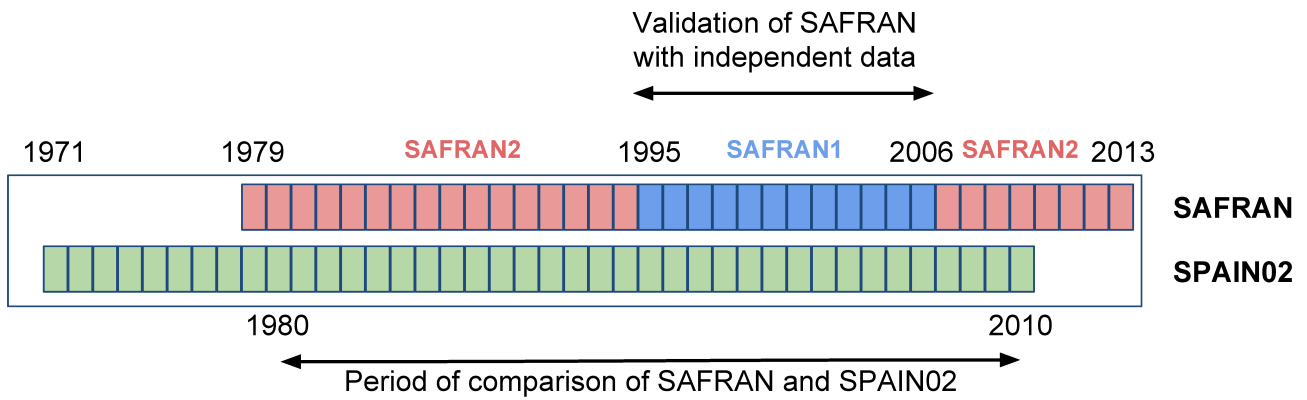 Validation of SAFRAN
with independent data
1971 1979 SAFRAN2 1995 SAFRAN1 2006 SAFRAN2 2013
SAFRAN
SPAIN02
1980 2010
Period of comparison of SAFRAN and SPAIN02